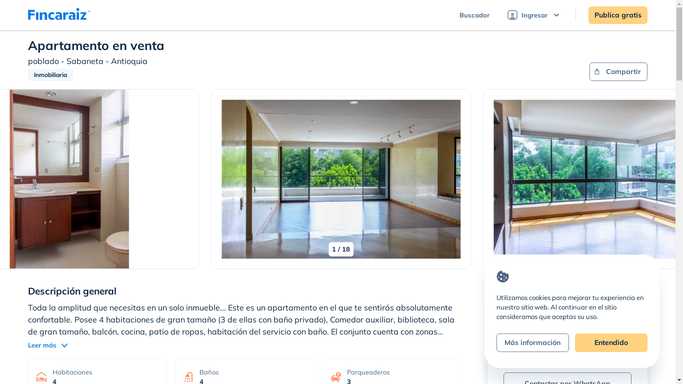 Fincaraiz
Buscador
Ingresar
Publica gratis
Apartamento en venta
poblado - Sabaneta - Antioquia
Inmobiliaria
Compartir
1 / 18
Descripción general
Toda la amplitud que necesitas en un solo inmueble... Este es un apartamento en el que te sentirás absolutamente
confortable. Posee 4 habitaciones de gran tamaño (3 de ellas con baño privado), Comedor auxiliar, biblioteca, sala
de gran tamaño, balcón, cocina, patio de ropas, habitación del servicio con baño. El conjunto cuenta con zonas...
Leer más
Habitaciones
4
Baños
4
Parqueaderos
3
Utilizamos cookies para mejorar tu experiencia en
nuestro sitio web. Al continuar en el sitio
consideramos que aceptas su uso.
Más información
Entendido
Contactar por WhatsApp